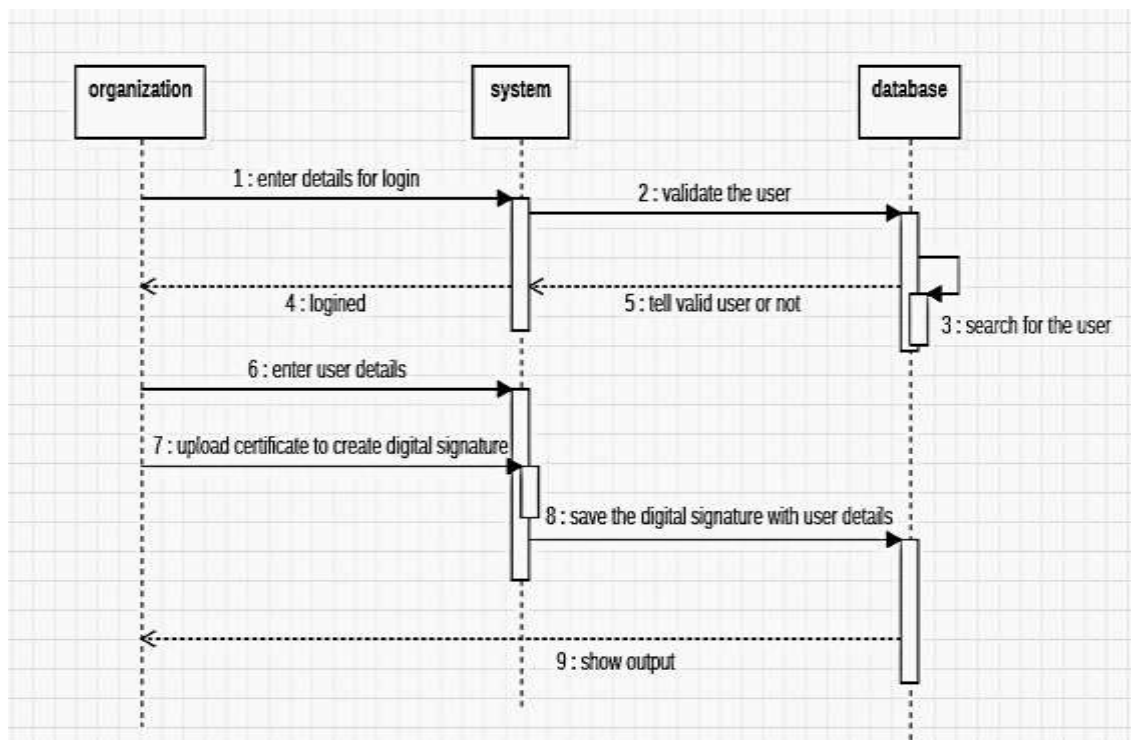 organization
system
database
1 : enter details for login
2 : validate the user
4 : logined
5 : tell valid user or not
3 : search for the user
6 : enter user details
7 : upload certificate to create digital signature
8 : save the digital signature with user details
9 : show output